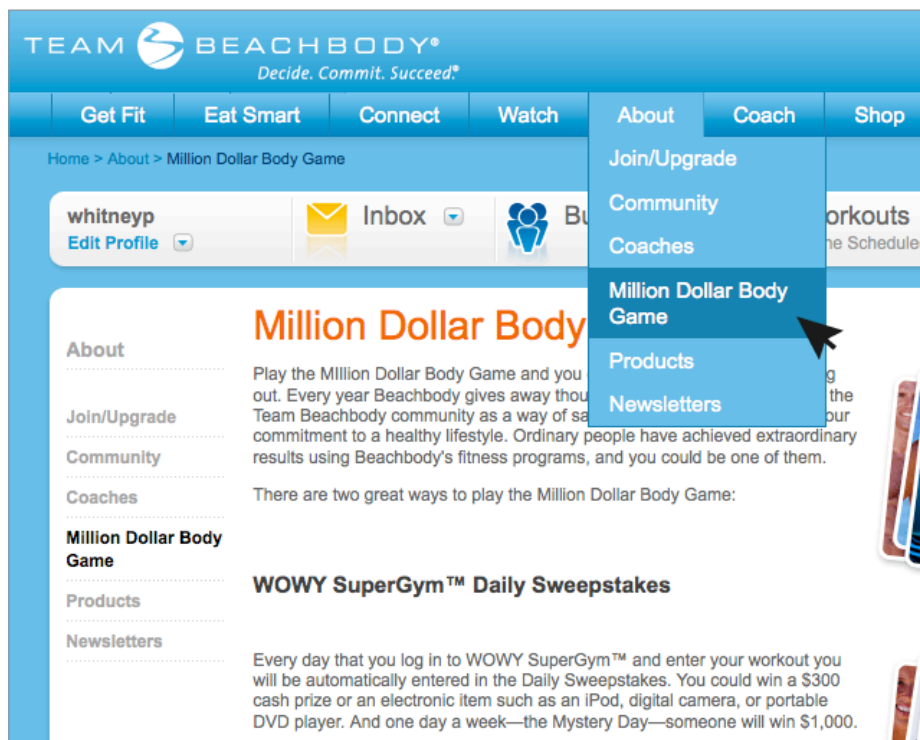 TEAM BEACHBODY®
Decide. Commit. Succeed.®
Get Fit Eat Smart Connect Watch About Coach Shop
Home > About > Million Dollar Body Game
Join/Upgrade
Community
Coaches
Million Dollar Body
Game
Products
Newsletters
whitneyp
Edit Profile
Inbox
orkouts
Schedule
About
Join/Upgrade
Community
Coaches
Million Dollar Body
Game
Products
Newsletters
Million Dollar Body
Play the MIllion Dollar Body Game and you
out. Every year Beachbody gives away the
Team Beachbody community as a way of
commitment to a healthy lifestyle. Ordinary people have achieved extraordinary
results using Beachbody's fitness programs, and you could be one of them.
There are two great ways to play the Million Dollar Body Game:
WOWY SuperGym™ Daily Sweepstakes
Every day that you log in to WOWY SuperGym™ and enter your workout you
will be automatically entered in the Daily Sweepstakes. You could win a $300
cash prize or an electronic item such as an iPod, digital camera, or portable
DVD player. And one day a week—the Mystery Day—someone will win $1,000.